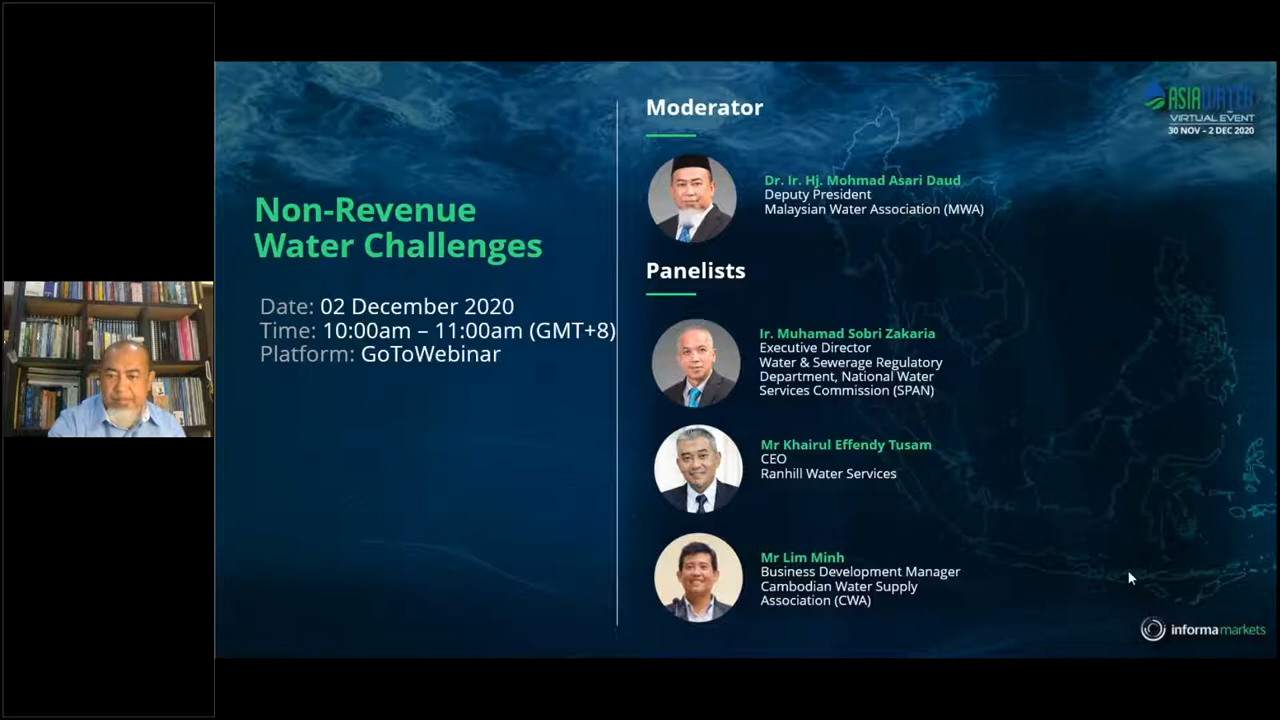 Non-Revenue
Water Challenges
Date: 02 December 2020
Time: 10:00am – 11:00am (GMT+8)
Platform: GoToWebinar
Moderator
Dr. Ir. Hj. Mohmad Asari Daud
Deputy President
Malaysian Water Association (MWA)
Panelists
Ir. Muhamad Sobri Zakaria
Executive Director
Water & Sewerage Regulatory
Department, National Water
Services Commission (SPAN)
Mr Khairul Effendy Tusam
CEO
Ranhill Water Services
Mr Lim Minh
Business Development Manager
Cambodian Water Supply
Association (CWA)
ASIAWATER
VIRTUAL EVENT
30 NOV – 2 DEC 2020
informa markets